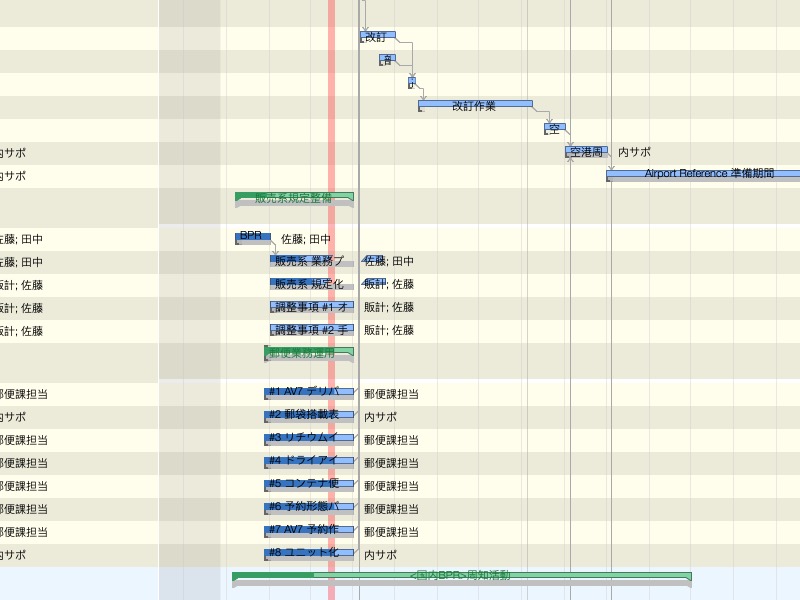 改訂
音
改訂作業
空
内サポ 空港周 内サポ
内サポ Airport Reference 準備期間
販売系規定整備
佐藤; 田中 BPR 佐藤; 田中
佐藤; 田中 販売系 業務プ 佐藤; 田中
販計; 佐藤 販売系 規定化 販計; 佐藤
販計; 佐藤 調整事項 #1 オ 販計; 佐藤
販計; 佐藤 調整事項 #2 手 販計; 佐藤
郵便業務運用
郵便課担当 #1 AV7 デリバ 郵便課担当
内サポ #2 郵袋搭載表 内サポ
郵便課担当 #3 リチウムイ 郵便課担当
郵便課担当 #4 ドライアイ 郵便課担当
郵便課担当 #5 コンテナ便 郵便課担当
郵便課担当 #6 予約形態パ 郵便課担当
郵便課担当 #7 AV7 予約作 郵便課担当
内サポ #8 ユニット化 内サポ
<国内BPR>周知活動